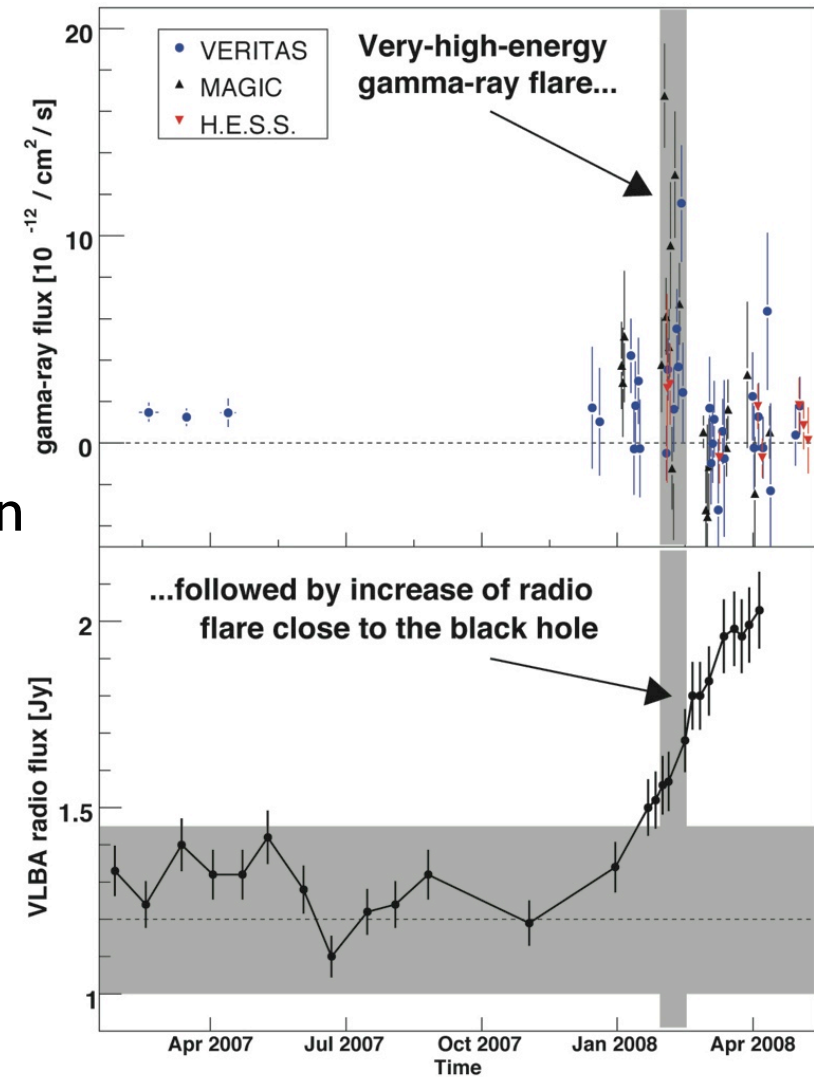 20
VERITAS
MAGIC
H.E.S.S.
Very-high-energy
gamma-ray flare...
10
0
gama-ray flux [10 -12 / cm2 / s]
n
...followed by increase of radio
flare close to the black hole
2
1.5
1
VLBA radio flux [Jy]
Apr 2007 Jul 2007 Oct 2007 Jan 2008 Apr 2008
Time